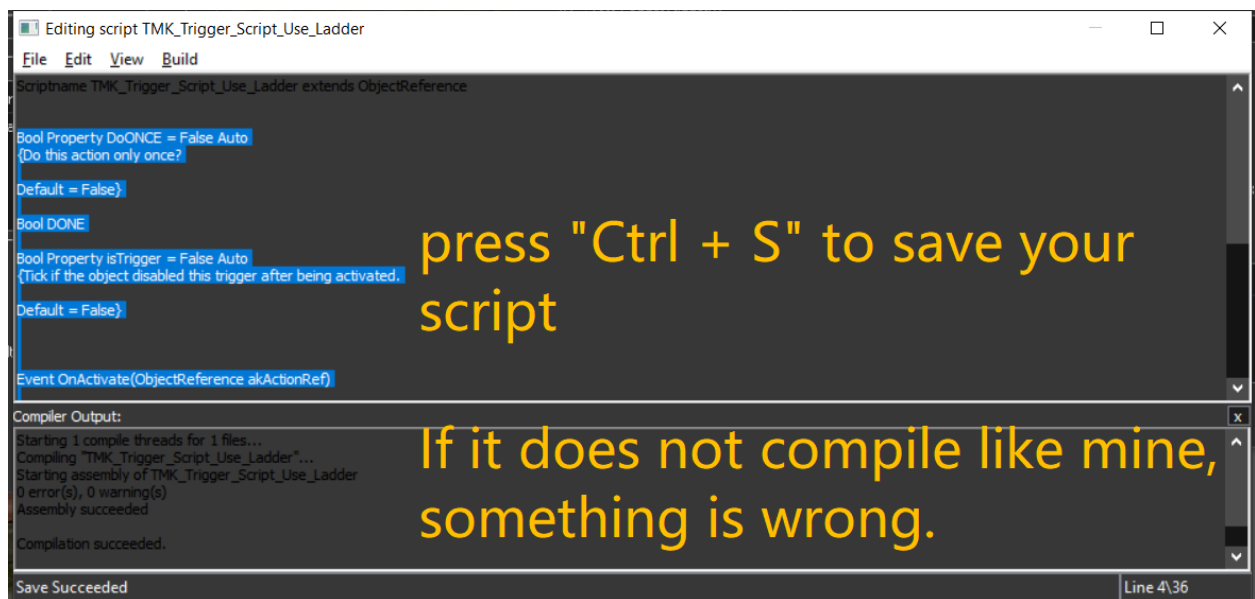 Editing script TMK_Trigger_Script_Use_Ladder
File Edit View Build
Scriptname TMK_Trigger_Script_Use_Ladder extends ObjectReference
Bool Property DoONCE = False Auto
{Do this action only once?
Default = False}
Bool DONE
Bool Property isTrigger = False Auto
{Tick if the object disabled this trigger after being activated.
Default = False}
Event OnActivate(ObjectReference akActionRef)
press "Ctrl + S" to save your
script
Compiler Output:
x
Starting 1 compile threads for 1 files...
Compiling "TMK_Trigger_Script_Use_Ladder"...
Starting assembly of TMK_Trigger_Script_Use_Ladder
0 error(s), 0 warning(s)
Assembly succeeded
Compilation succeeded.
If it does not compile like mine,
something is wrong.
Save Succeeded
Line 4\36